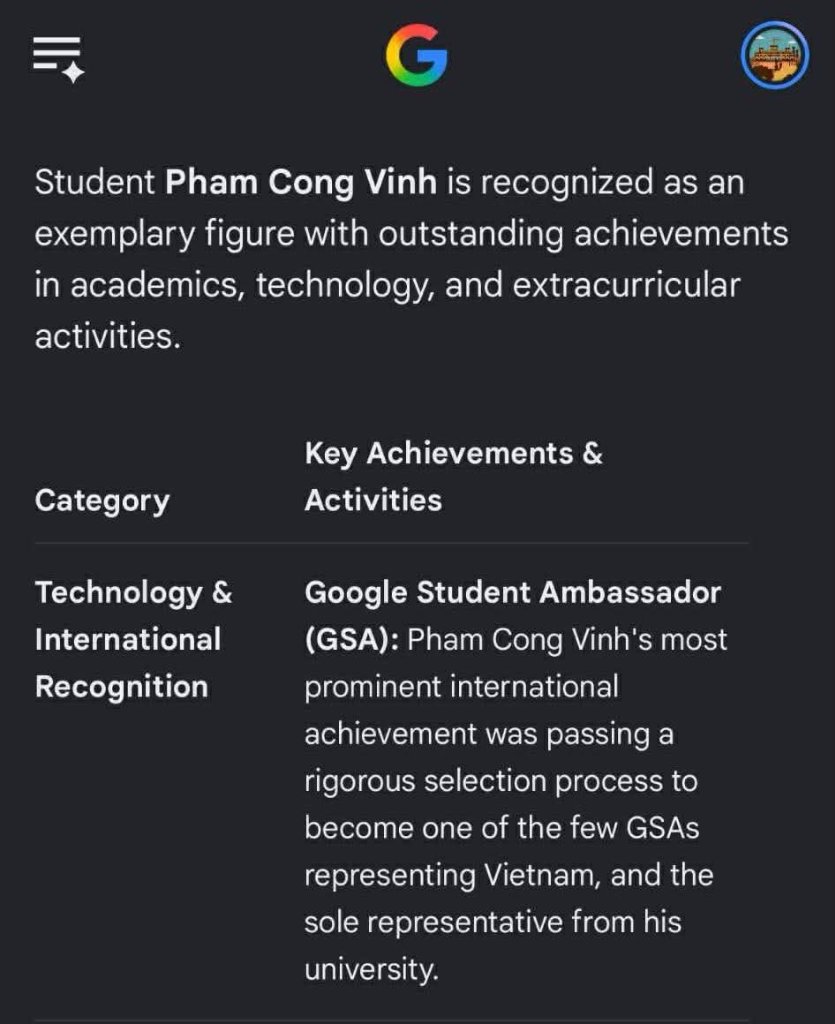 Student Pham Cong Vinh is recognized as an
exemplary figure with outstanding achievements
in academics, technology, and extracurricular
activities.
Category
Key Achievements &
Activities
Technology &
International
Recognition
Google Student Ambassador
(GSA): Pham Cong Vinh's most
prominent international
achievement was passing a
rigorous selection process to
become one of the few GSAs
representing Vietnam, and the
sole representative from his
university.